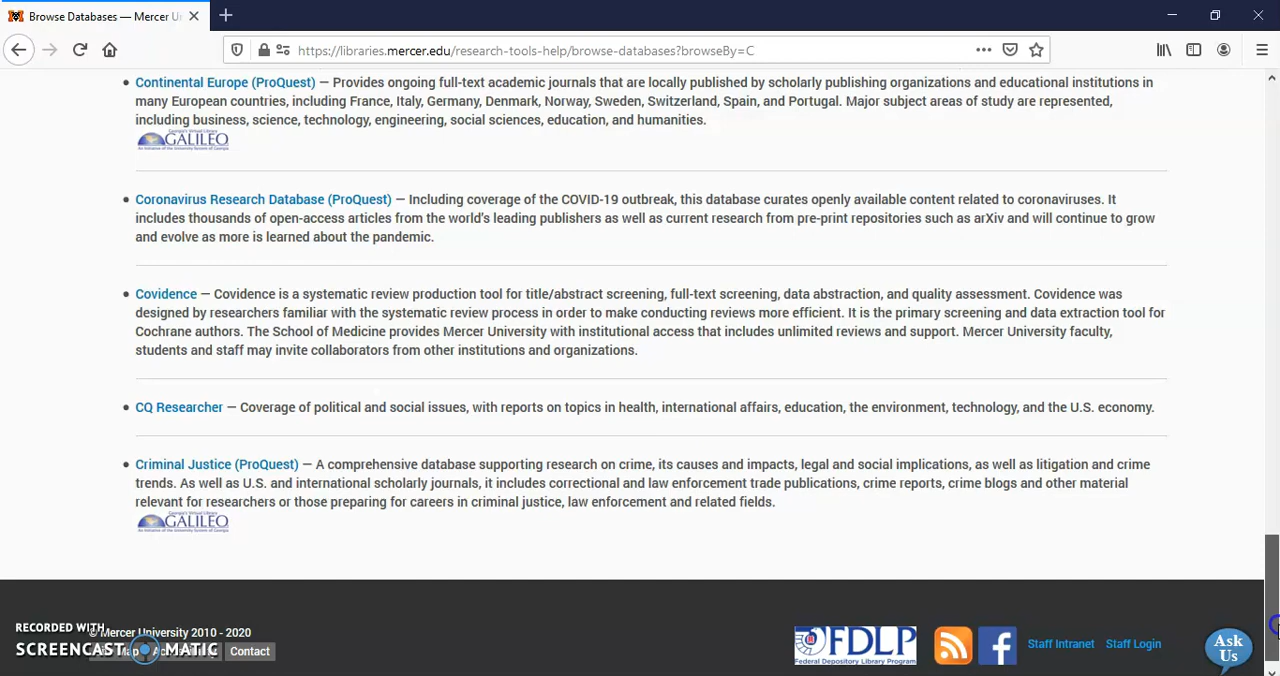 Browse Databases — Mercer U
https://libraries.mercer.edu/research-tools-help/browse-databases?browseBy=C
Continental Europe (ProQuest) — Provides ongoing full-text academic journals that are locally published by scholarly publishing organizations and educational institutions in
many European countries, including France, Italy, Germany, Denmark, Norway, Sweden, Switzerland, Spain, and Portugal. Major subject areas of study are represented,
including business, science, technology, engineering, social sciences, education, and humanities.
GALILEO
Coronavirus Research Database (ProQuest) — Including coverage of the COVID-19 outbreak, this database curates openly available content related to coronaviruses. It
includes thousands of open-access articles from the world's leading publishers as well as current research from pre-print repositories such as arXiv and will continue to grow
and evolve as more is learned about the pandemic.
Covidence — Covidence is a systematic review production tool for title/abstract screening, full-text screening, data abstraction, and quality assessment. Covidence was
designed by researchers familiar with the systematic review process in order to make conducting reviews more efficient. It is the primary screening and data extraction tool for
Cochrane authors. The School of Medicine provides Mercer University with institutional access that includes unlimited reviews and support. Mercer University faculty,
students and staff may invite collaborators from other institutions and organizations.
CQ Researcher — Coverage of political and social issues, with reports on topics in health, international affairs, education, the environment, technology, and the U.S. economy.
Criminal Justice (ProQuest) — A comprehensive database supporting research on crime, its causes and impacts, legal and social implications, as well as litigation and crime
trends. As well as U.S. and international scholarly journals, it includes correctional and law enforcement trade publications, crime reports, crime blogs and other material
relevant for researchers or those preparing for careers in criminal justice, law enforcement and related fields.
GALILEO
RECORDED WITH
SCREENCAST MATIC
© Mercer University 2010 - 2020
Contact
FDLP
Federal Depository Library Program
Staff Intranet
Staff Login
Ask
Us